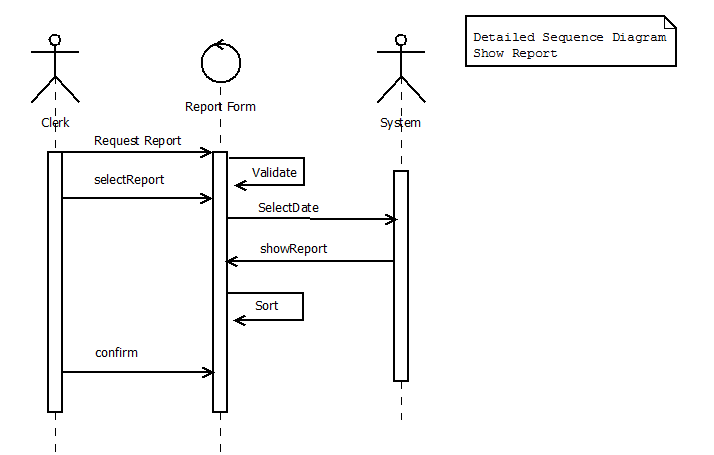 Detailed Sequence Diagram
Show Report
Report Form
Clerk
System
Request Report
Validate
selectReport
SelectDate
showReport
Sort
confirm